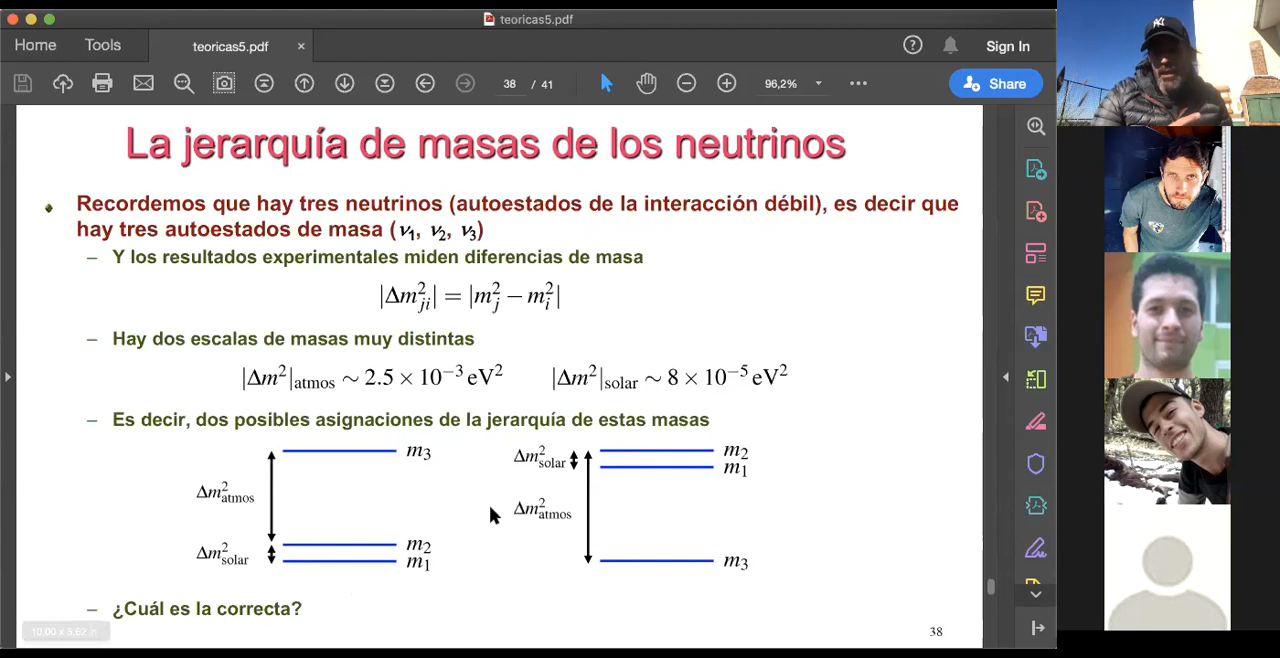 teoricas5.pdf
Home Tools teoricas5.pdf × Sign In
38 / 41 96,2% Share
La jerarquía de masas de los neutrinos
Recordemos que hay tres neutrinos (autoestados de la interacción débil), es decir que
hay tres autoestados de masa (ν₁, ν₂, ν₃)
– Y los resultados experimentales miden diferencias de masa
|Δm²ⱼᵢ| = |m²ⱼ − m²ᵢ|
– Hay dos escalas de masas muy distintas
|Δm²|atmos ~ 2.5 × 10⁻³ eV² |Δm²|solar ~ 8 × 10⁻⁵ eV²
– Es decir, dos posibles asignaciones de la jerarquía de estas masas
m₃
Δm²atmos
m₂
Δm²solar
m₁
Δm²solar
m₂
m₁
Δm²atmos
m₃
– ¿Cuál es la correcta?
10,00 x 5,62 in
38